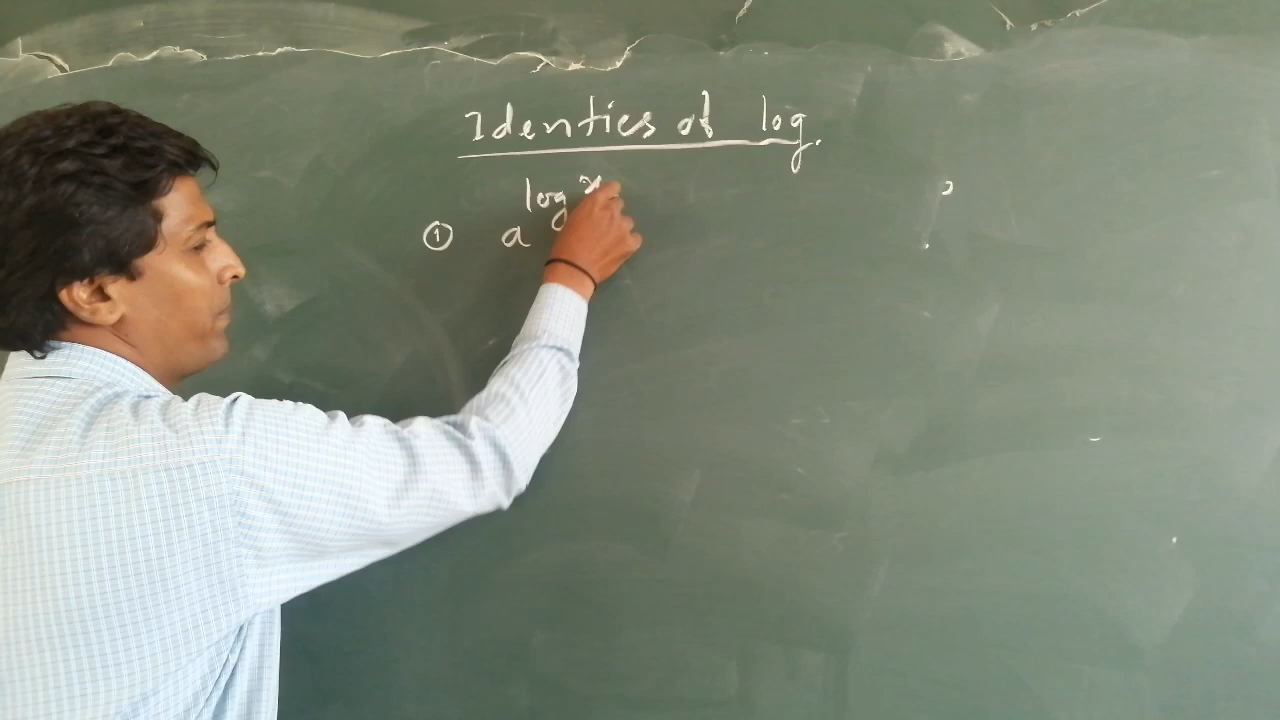 Identies of log.
① a log x